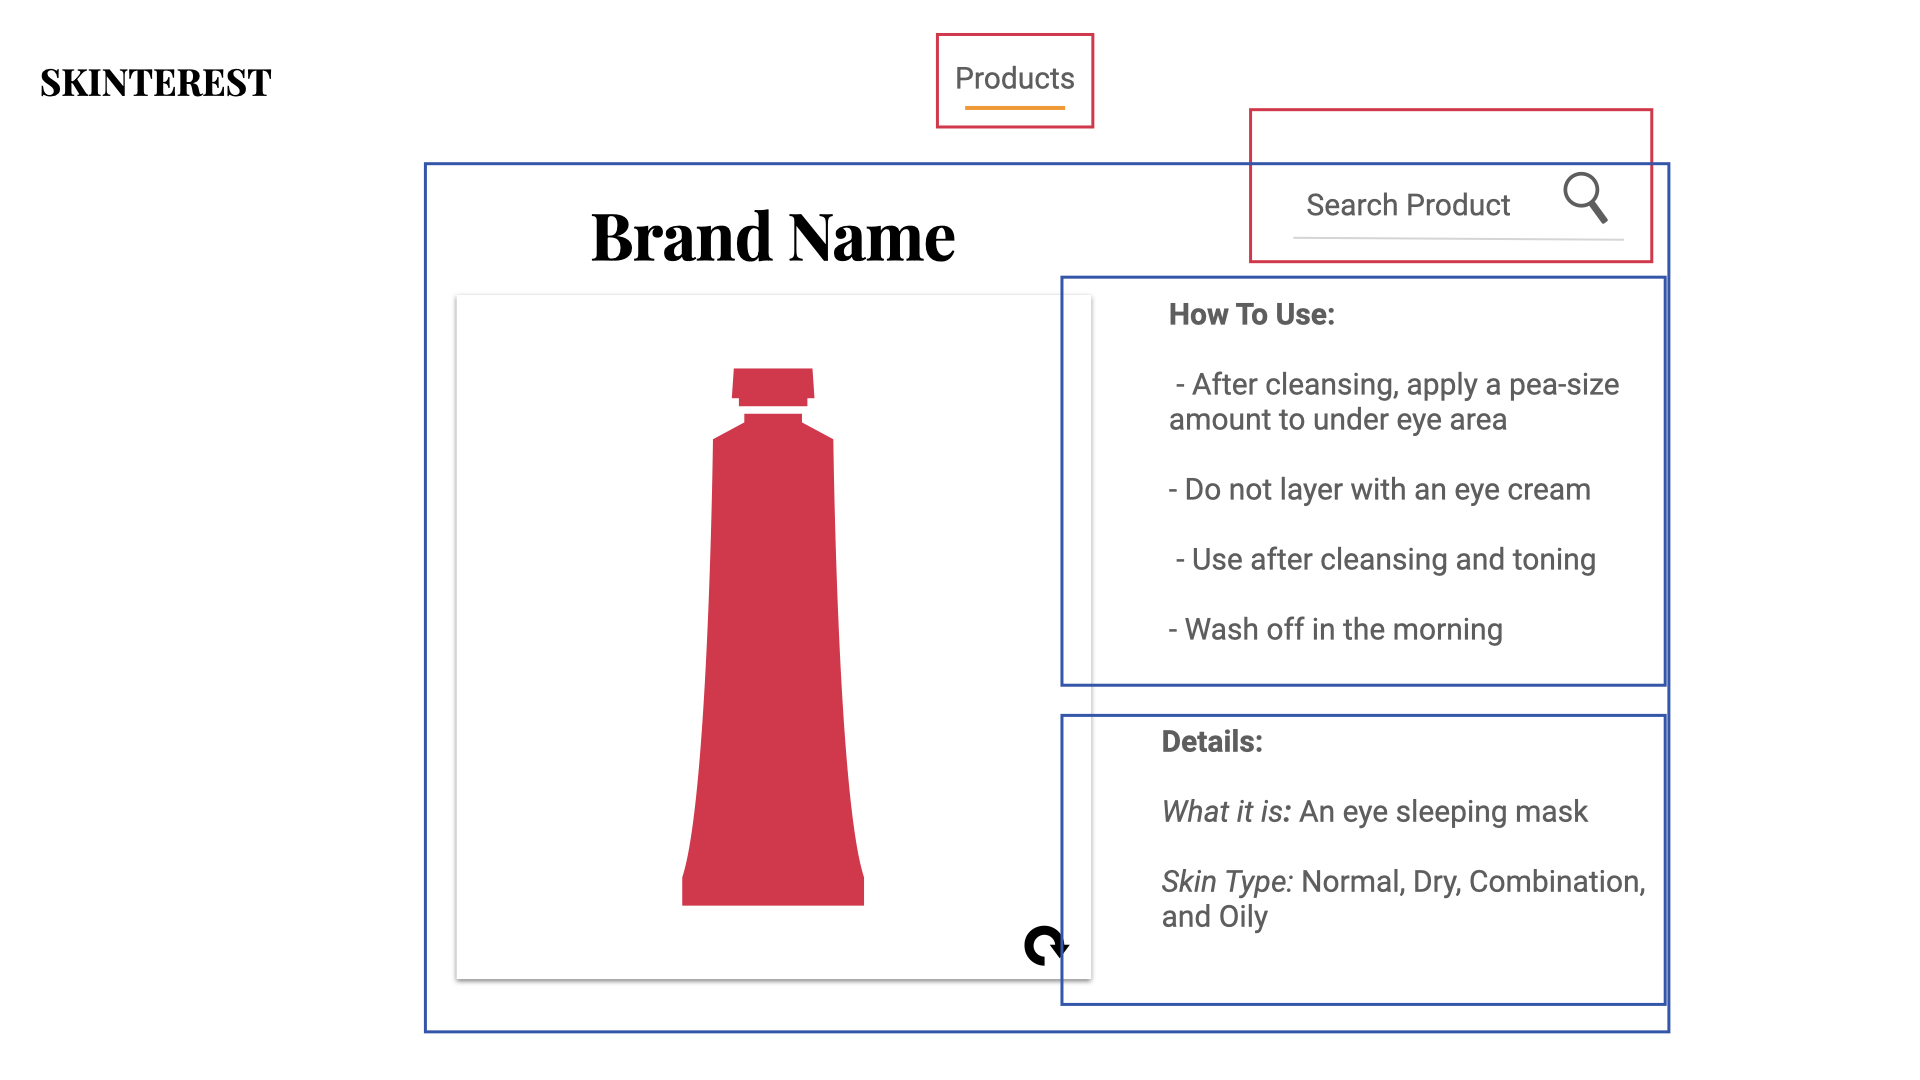 SKINTEREST
Products
Search Product
Brand Name
How To Use:
- After cleansing, apply a pea-size
amount to under eye area
- Do not layer with an eye cream
- Use after cleansing and toning
- Wash off in the morning
Details:
What it is: An eye sleeping mask
Skin Type: Normal, Dry, Combination,
and Oily